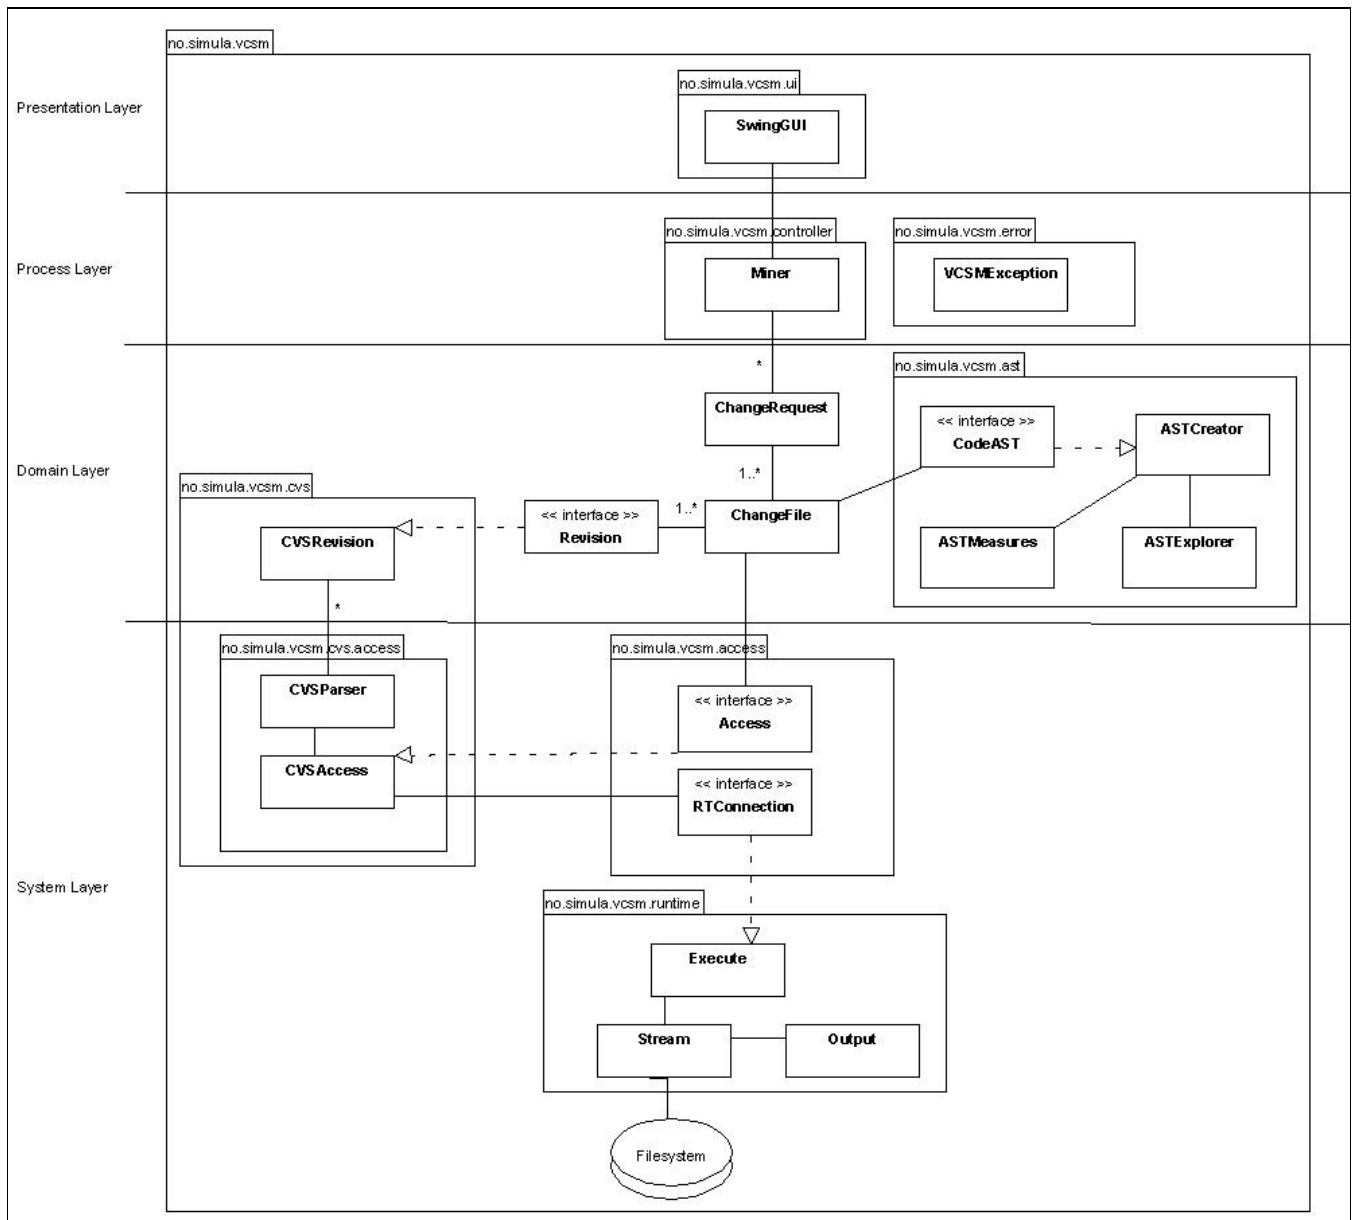 no.simula.vcsm
no.simula.vcsm.ui
Presentation Layer
SwingGUI
no.simula.vcsm.controller
no.simula.vcsm.error
Process Layer
Miner
VCSMException
*
no.simula.vcsm.ast
ChangeRequest
<< interface >>
CodeAST
ASTCreator
Domain Layer
1..*
no.simula.vcsm.cvs
<< interface >>
Revision
1..*
ChangeFile
CVSRevision
ASTMeasures
ASTExplorer
*
no.simula.vcsm.cvs.access
no.simula.vcsm.access
CVSParser
<< interface >>
Access
CVSAccess
<< interface >>
RTConnection
System Layer
no.simula.vcsm.runtime
Execute
Stream
Output
Filesystem